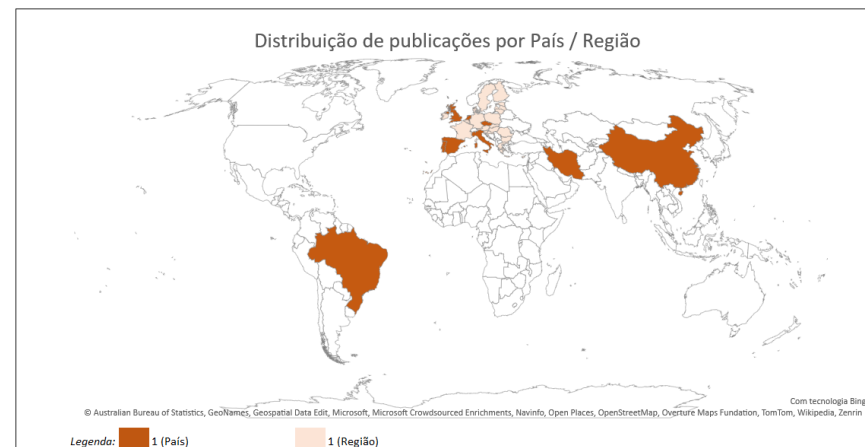 Distribuição de publicações por País / Região
Com tecnologia Bing
© Australian Bureau of Statistics, GeoNames, Geospatial Data Edit, Microsoft, Microsoft Crowdsourced Enrichments, Navinfo, Open Places, OpenStreetMap, Overture Maps Fundation, TomTom, Wikipedia, Zenrin
Legenda: 1 (País) 1 (Região)